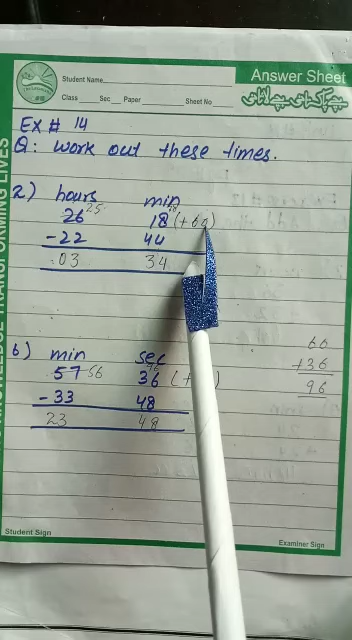 Answer Sheet
Student Name
Class Sec Paper Sheet No
Ex # 14
Q: Work out these times.
2) hours min
26 25 18 (+60)
-22 44
03 34
b) min sec
57 56 36 (+
-33 48
23 48
60
+36
96
Student Sign
Examiner Sign